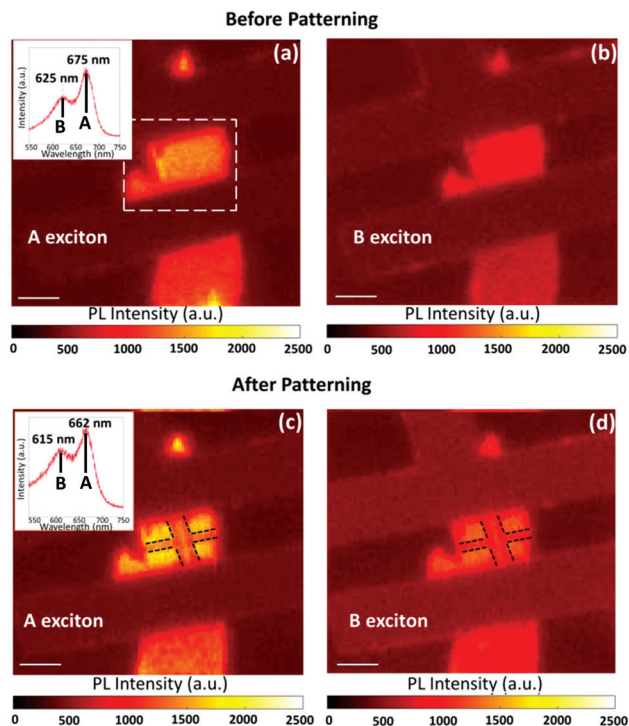 Before Patterning
(a)
675 nm
625 nm
B
A
Intensity (a.u.)
550 600 650 700 750
Wavelength (nm)
A exciton
(b)
B exciton
PL Intensity (a.u.)
0 500 1000 1500 2000 2500
PL Intensity (a.u.)
0 500 1000 1500 2000 2500
After Patterning
(c)
662 nm
615 nm
B
A
Intensity (a.u.)
550 600 650 700 750
Wavelength (nm)
A exciton
(d)
B exciton
PL Intensity (a.u.)
0 500 1000 1500 2000 2500
PL Intensity (a.u.)
0 500 1000 1500 2000 2500